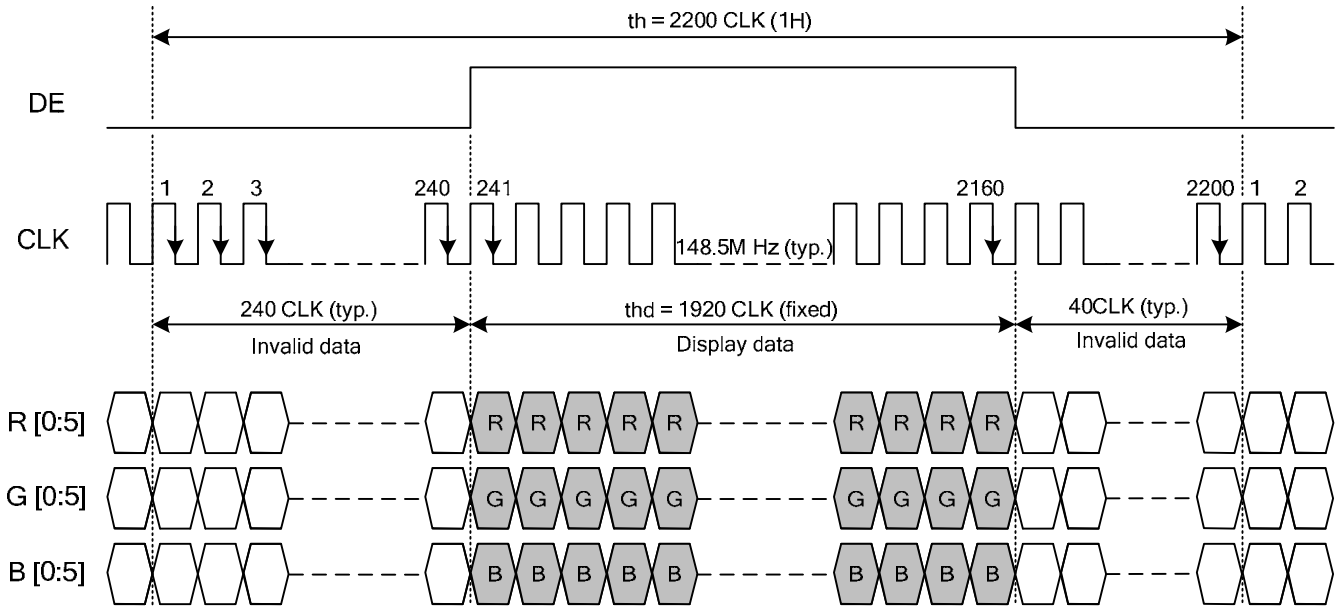 th = 2200 CLK (1H)
DE
1 2 3 240 241 2160 2200 1 2
CLK
148.5M Hz (typ.)
240 CLK (typ.) thd = 1920 CLK (fixed) 40CLK (typ.)
Invalid data Display data Invalid data
R [0:5] R R R R R R R R R
G [0:5] G G G G G G G G G
B [0:5] B B B B B B B B B